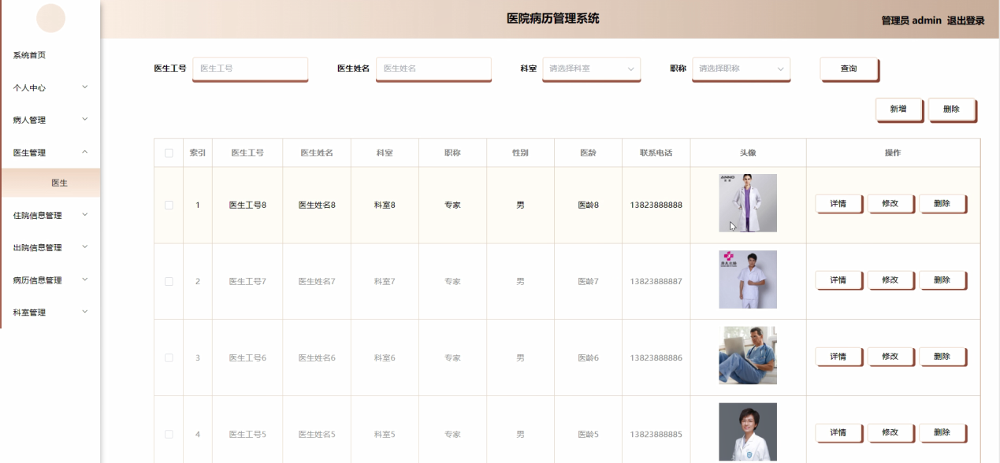 医院病历管理系统
管理员 admin 退出登录
系统首页
个人中心
病人管理
医生管理
医生
住院信息管理
出院信息管理
病历信息管理
科室管理
医生工号 医生工号 医生姓名 医生姓名 科室 请选择科室 职称 请选择职称 查询
新增 删除
索引 医生工号 医生姓名 科室 职称 性别 医龄 联系电话 头像 操作
1 医生工号8 医生姓名8 科室8 专家 男 医龄8 13823888888 详情 修改 删除
ANNO
2 医生工号7 医生姓名7 科室7 专家 男 医龄7 13823888887 详情 修改 删除
3 医生工号6 医生姓名6 科室6 专家 男 医龄6 13823888886 详情 修改 删除
4 医生工号5 医生姓名5 科室5 专家 男 医龄5 13823888885 详情 修改 删除